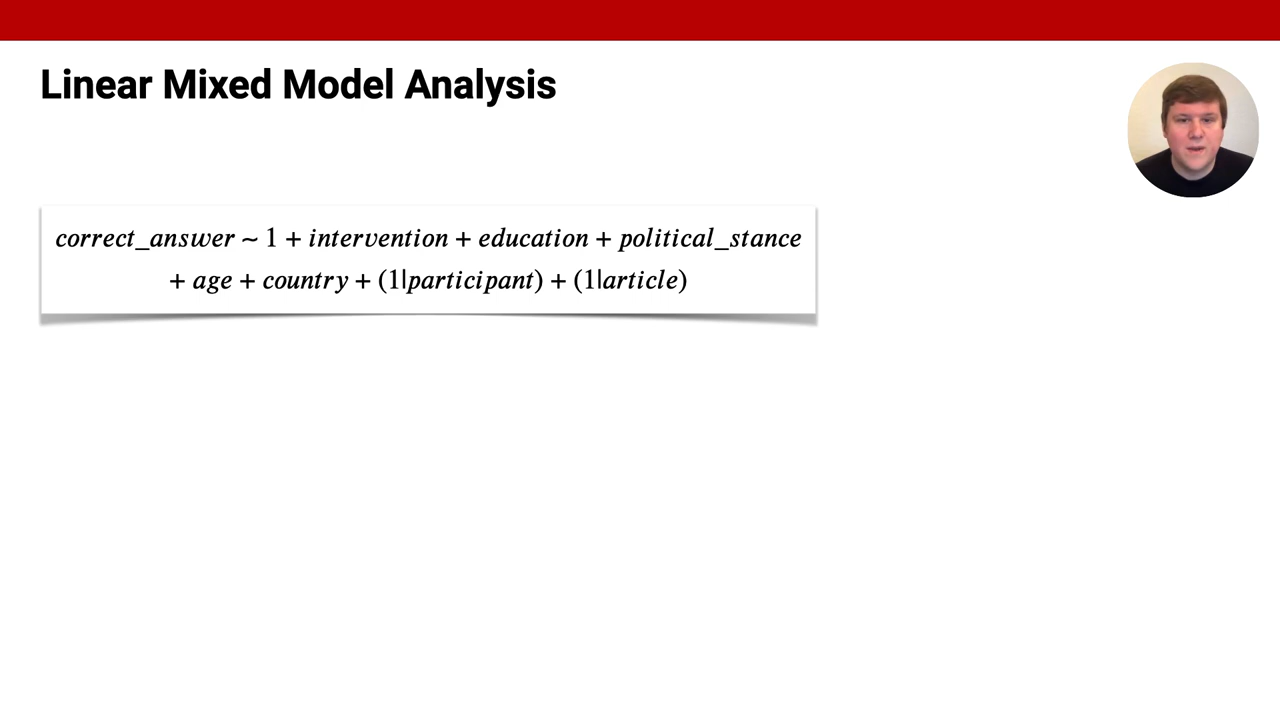 Linear Mixed Model Analysis
correct_answer ~ 1 + intervention + education + political_stance
+ age + country + (1|participant) + (1|article)